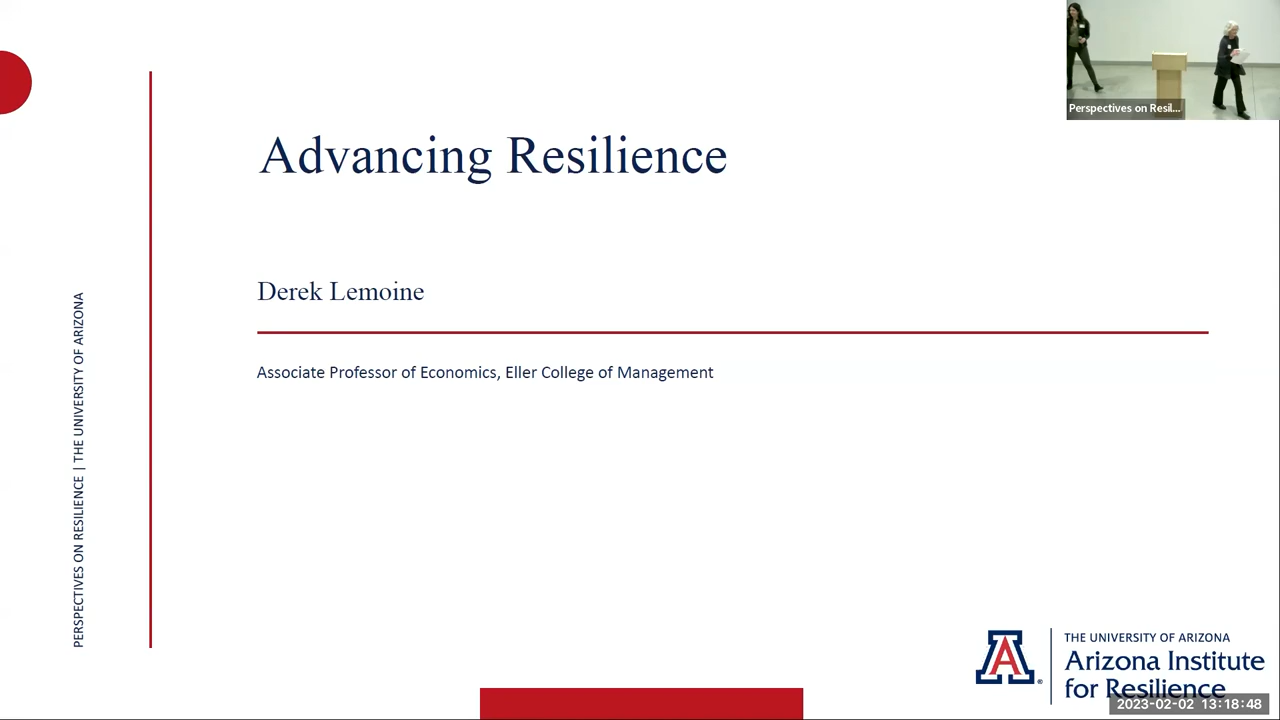 Perspectives on Resil...
Advancing Resilience
Derek Lemoine
Associate Professor of Economics, Eller College of Management
PERSPECTIVES ON RESILIENCE | THE UNIVERSITY OF ARIZONA
A®
THE UNIVERSITY OF ARIZONA
Arizona Institute
for Resilience
2023-02-02 13:18:48